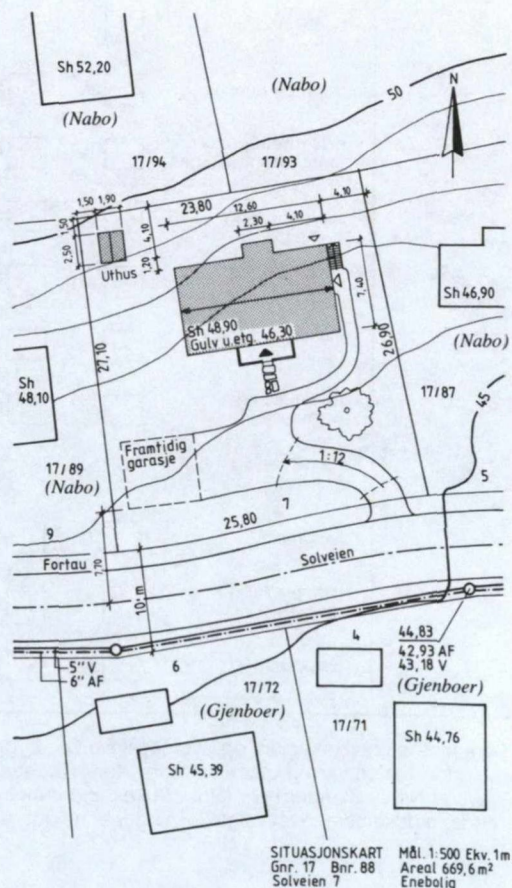 Sh 52,20
(Nabo)
(Nabo)
50
N
17/94
17/93
1,50
1,90
4,10
23,80
12,60
2,30
4,10
1,50
2,50
4,10
1,20
Uthus
7,40
Sh 48,90
Gulv u.etg. 46,30
Sh 46,90
(Nabo)
27,10
26,90
Sh
48,10
17/87
45
Framtidig
garasje
1:12
17/89
(Nabo)
7
5
25,80
9
Fortau
Solveien
7,70
10 m
5" V
6" AF
44,83
42,93 AF
43,18 V
6
4
17/72
(Gjenboer)
(Gjenboer)
17/71
Sh 44,76
Sh 45,39
SITUASJONSKART Mål. 1:500 Ekv. 1m
Gnr. 17 Bnr. 88 Areal 669,6 m²
Solveien 7 Enebolig